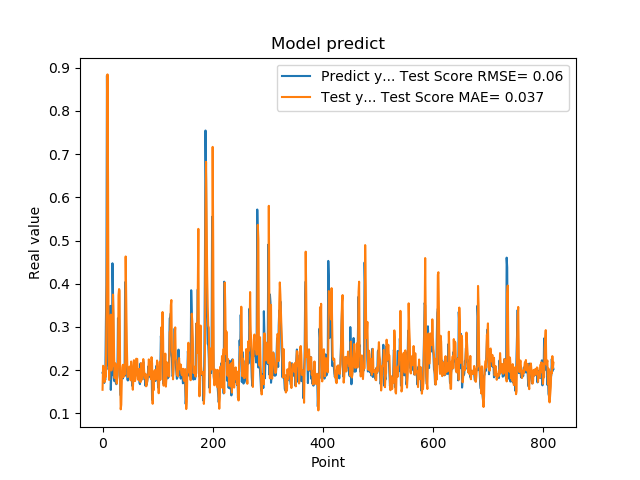 Model predict
Predict y... Test Score RMSE= 0.06
Test y... Test Score MAE= 0.037
Real value
0.9
0.8
0.7
0.6
0.5
0.4
0.3
0.2
0.1
0 200 400 600 800
Point